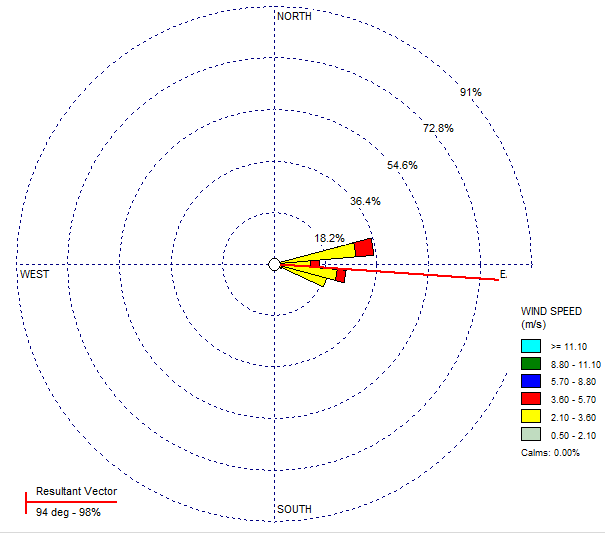 NORTH
91%
72.8%
54.6%
36.4%
18.2%
WEST
E.
WIND SPEED
(m/s)
>= 11.10
8.80 - 11.10
5.70 - 8.80
3.60 - 5.70
2.10 - 3.60
0.50 - 2.10
Calms: 0.00%
Resultant Vector
94 deg - 98%
SOUTH